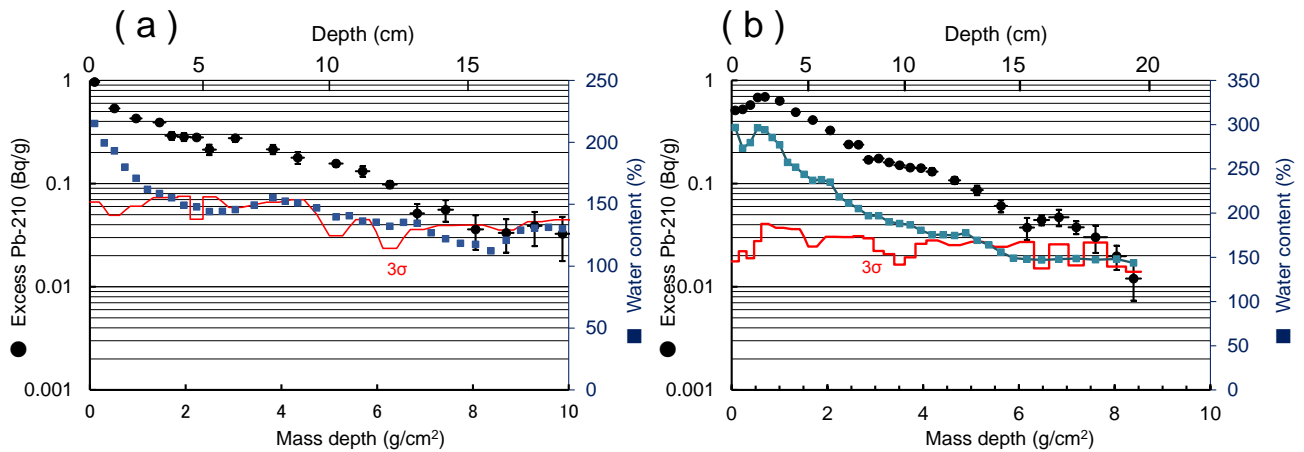 ( a )
Depth (cm)
0 5 10 15
1 250
0.1 200
0.01 150
0.001 100
50
0
Excess Pb-210 (Bq/g)
Water content (%)
3σ
0 2 4 6 8 10
Mass depth (g/cm²)
( b )
Depth (cm)
0 5 10 15 20
1 350
0.1 300
0.01 250
0.001 200
150
100
50
0
Excess Pb-210 (Bq/g)
Water content (%)
3σ
0 2 4 6 8 10
Mass depth (g/cm²)